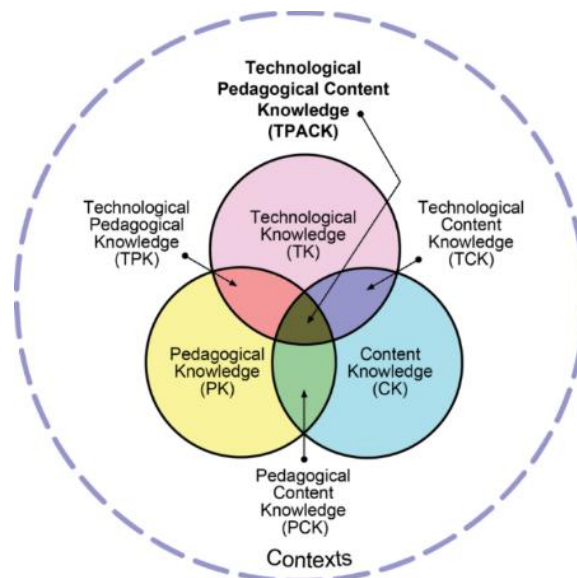 Technological
Pedagogical Content
Knowledge
(TPACK)
Technological
Pedagogical
Knowledge
(TPK)
Technological
Knowledge
(TK)
Technological
Content
Knowledge
(TCK)
Pedagogical
Knowledge
(PK)
Content
Knowledge
(CK)
Pedagogical
Content
Knowledge
(PCK)
Contexts